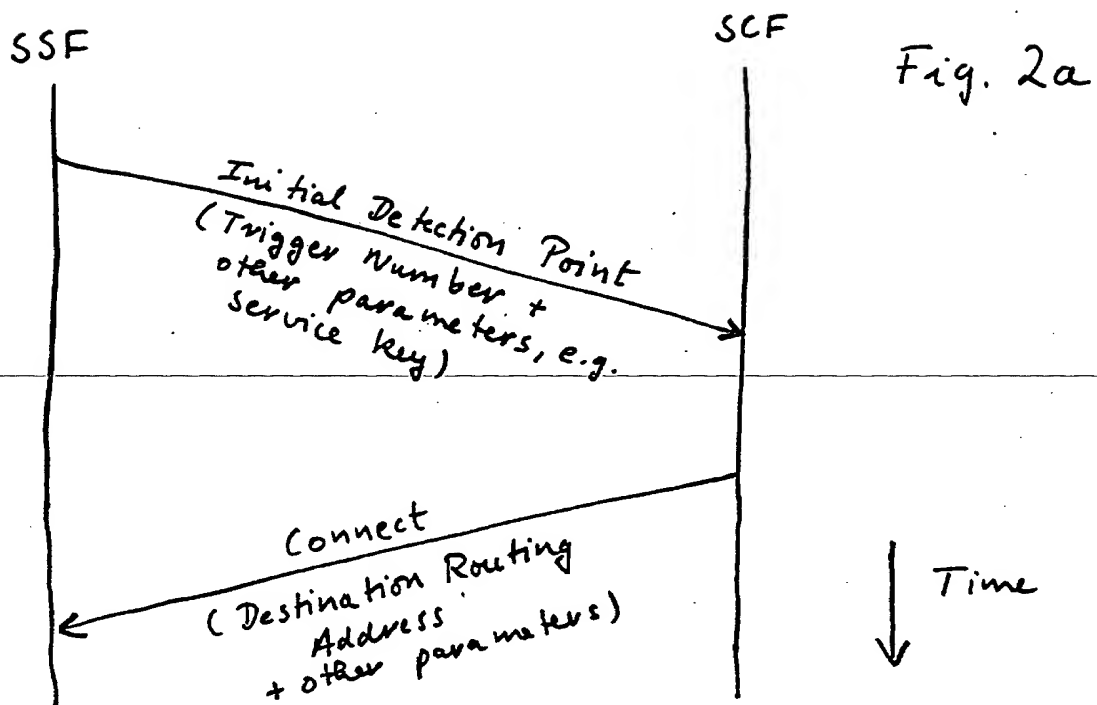 SSF
SCF
Fig. 2a
Initial Detection Point
(Trigger Number +
other parameters, e.g.
service key)
Connect
(Destination Routing
Address
+ other parameters)
Time